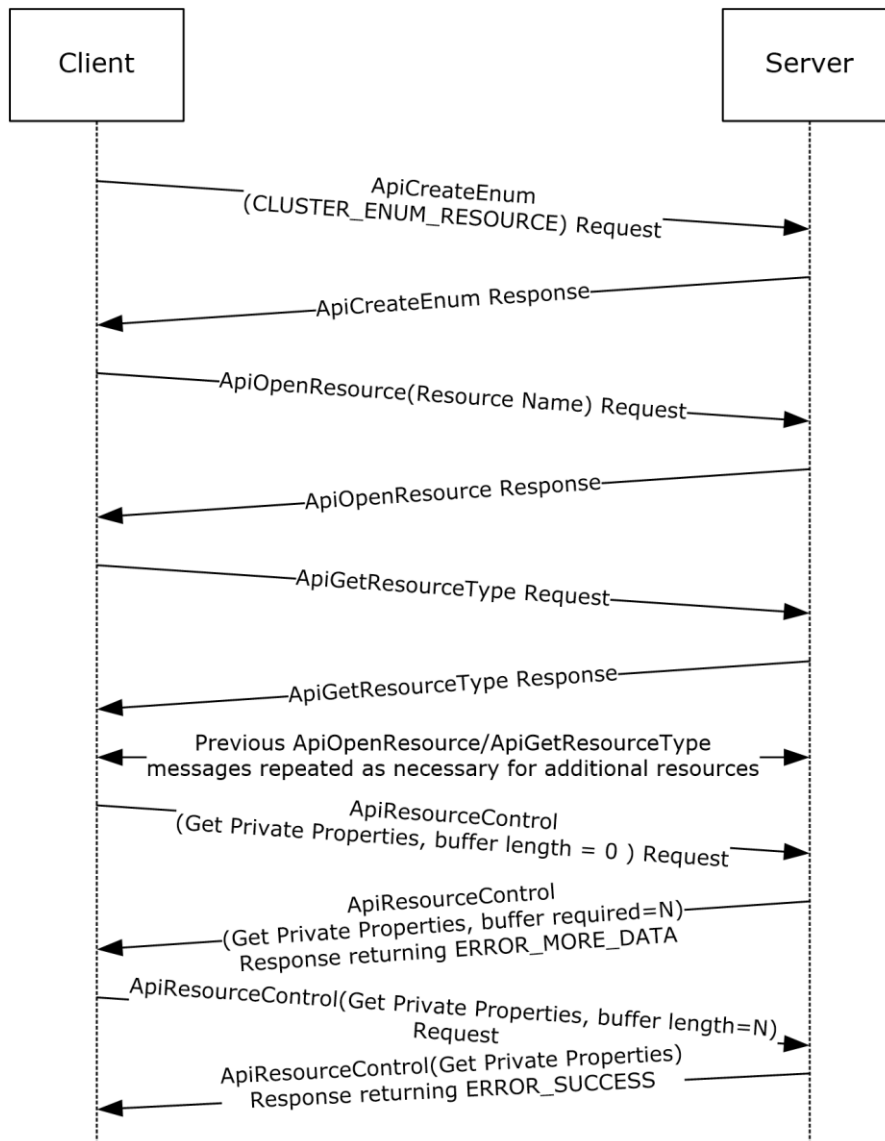 Client
Server
ApiCreateEnum
(CLUSTER_ENUM_RESOURCE) Request
ApiCreateEnum Response
ApiOpenResource(Resource Name) Request
ApiOpenResource Response
ApiGetResourceType Request
ApiGetResourceType Response
Previous ApiOpenResource/ApiGetResourceType
messages repeated as necessary for additional resources
ApiResourceControl
(Get Private Properties, buffer length = 0 ) Request
ApiResourceControl
(Get Private Properties, buffer required=N)
Response returning ERROR_MORE_DATA
ApiResourceControl(Get Private Properties, buffer length=N)
Request
ApiResourceControl(Get Private Properties)
Response returning ERROR_SUCCESS